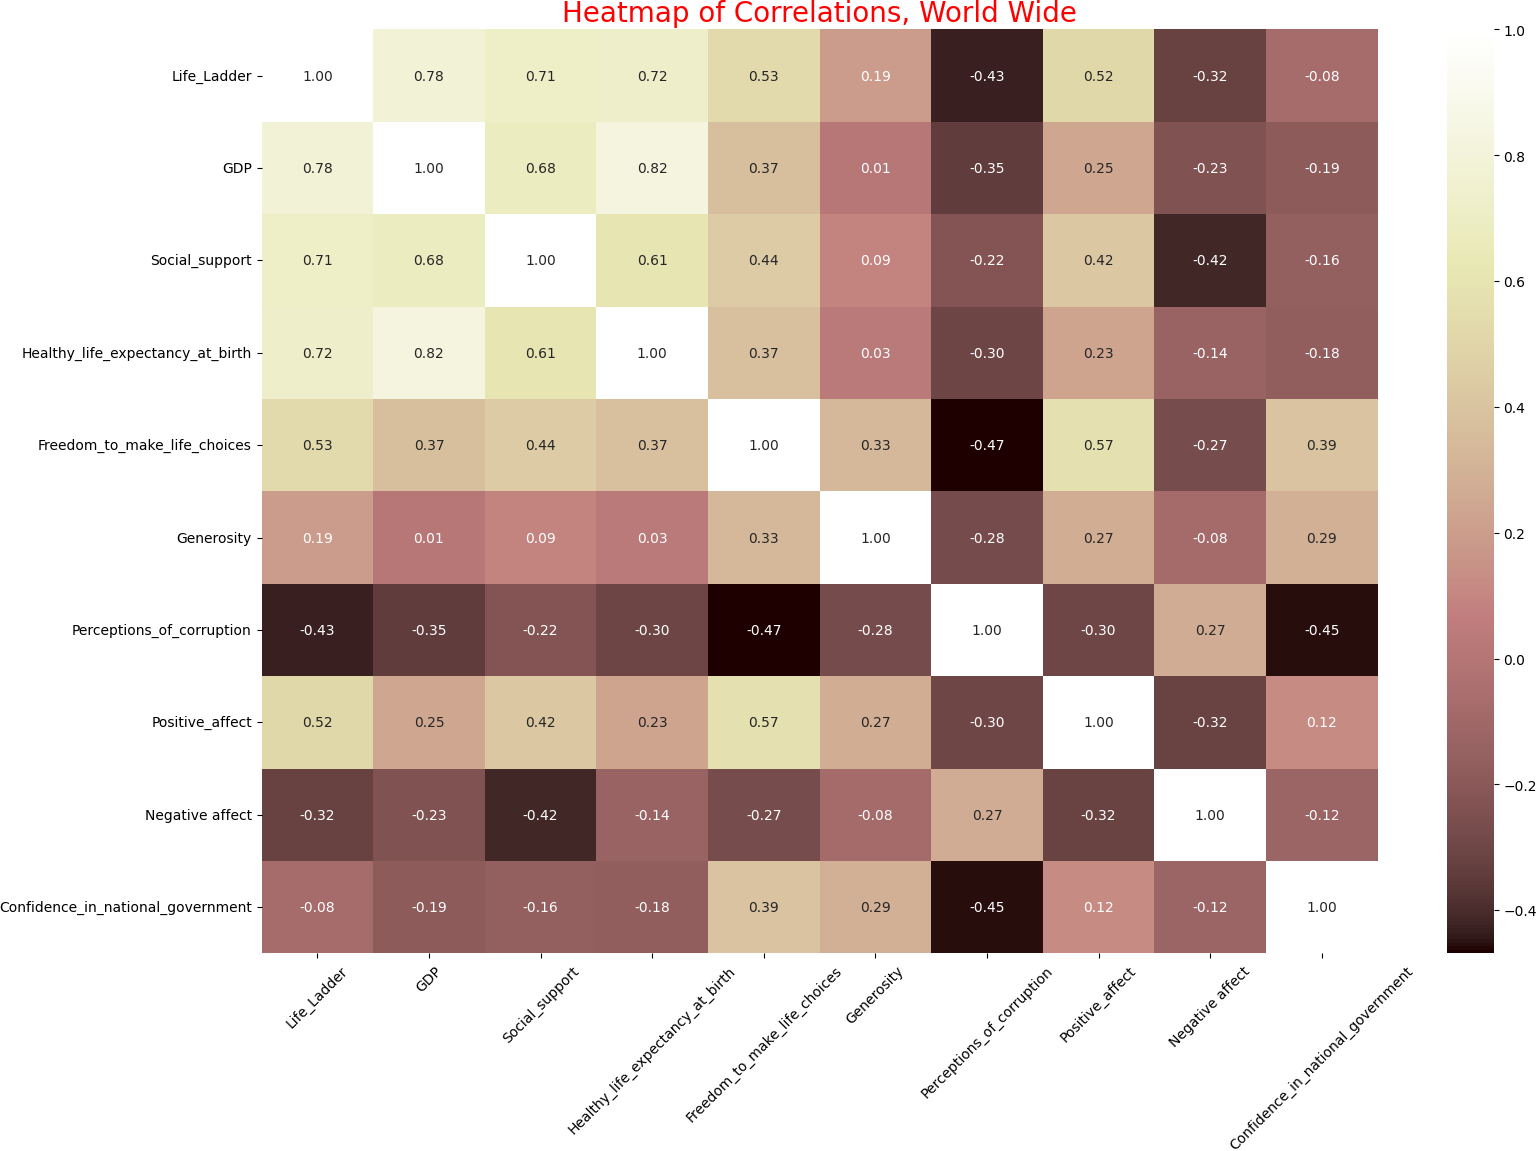 Heatmap of Correlations, World Wide
Life_Ladder 1.00 0.78 0.71 0.72 0.53 0.19 -0.43 0.52 -0.32 -0.08
GDP 0.78 1.00 0.68 0.82 0.37 0.01 -0.35 0.25 -0.23 -0.19
Social_support 0.71 0.68 1.00 0.61 0.44 0.09 -0.22 0.42 -0.42 -0.16
Healthy_life_expectancy_at_birth 0.72 0.82 0.61 1.00 0.37 0.03 -0.30 0.23 -0.14 -0.18
Freedom_to_make_life_choices 0.53 0.37 0.44 0.37 1.00 0.33 -0.47 0.57 -0.27 0.39
Generosity 0.19 0.01 0.09 0.03 0.33 1.00 -0.28 0.27 -0.08 0.29
Perceptions_of_corruption -0.43 -0.35 -0.22 -0.30 -0.47 -0.28 1.00 -0.30 0.27 -0.45
Positive_affect 0.52 0.25 0.42 0.23 0.57 0.27 -0.30 1.00 -0.32 0.12
Negative affect -0.32 -0.23 -0.42 -0.14 -0.27 -0.08 0.27 -0.32 1.00 -0.12
Confidence_in_national_government -0.08 -0.19 -0.16 -0.18 0.39 0.29 -0.45 0.12 -0.12 1.00
Life_Ladder
GDP
Social_support
Healthy_life_expectancy_at_birth
Freedom_to_make_life_choices
Generosity
Perceptions_of_corruption
Positive_affect
Negative affect
Confidence_in_national_government
1.0
0.8
0.6
0.4
0.2
0.0
−0.2
−0.4